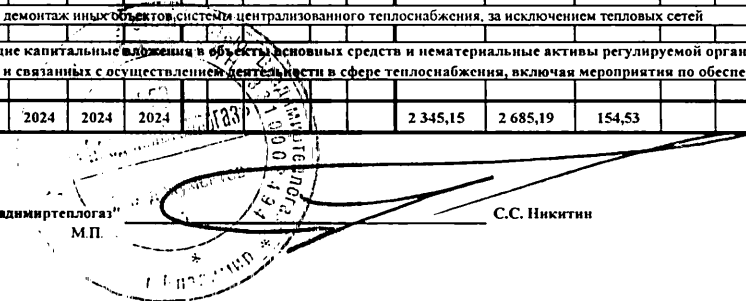 демонтаж иных объектов системы централизованного теплоснабжения, за исключением тепловых сетей
ие капитальные вложения в объекты основных средств и нематериальные активы регулируемой орган
и связанных с осуществлением деятельности в сфере теплоснабжения, включая мероприятия по обеспе
2024 2024 2024 2 345,15 2 685,19 154,53
адимиртеплогаз" С.С. Никитин
М.П.